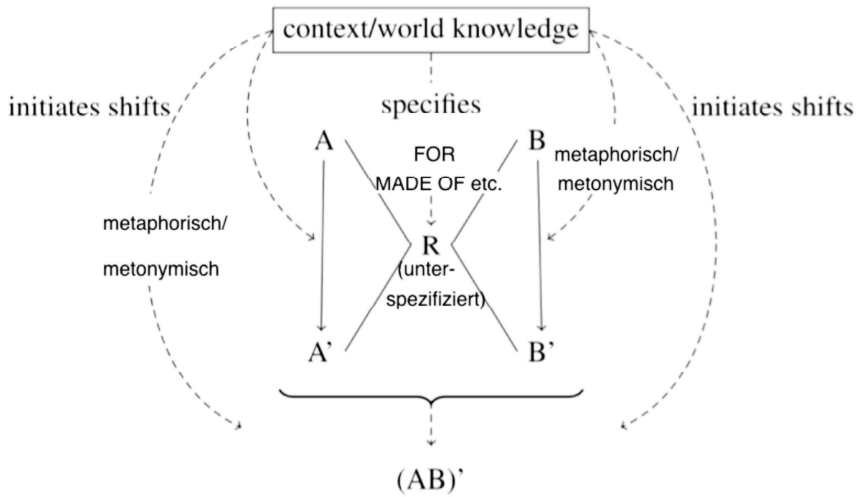 context/world knowledge
initiates shifts
specifies
initiates shifts
A
B
FOR
MADE OF etc.
metaphorisch/
metonymisch
metaphorisch/
metonymisch
R
(unter-
spezifiziert)
A’
B’
(AB)’